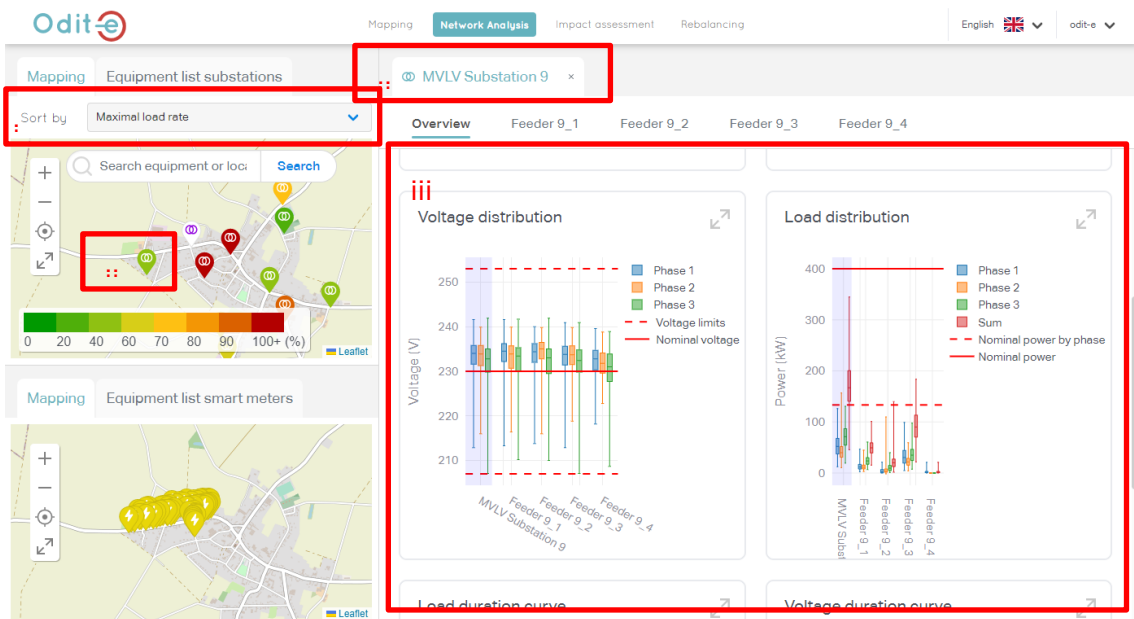 Odit-e
Mapping Network Analysis Impact assessment Rebalancing English odit-e
Mapping Equipment list substations
MVLV Substation 9 ×
Sort by Maximal load rate
Overview Feeder 9_1 Feeder 9_2 Feeder 9_3 Feeder 9_4
Search equipment or loca Search
iii
Voltage distribution
250
240
230
220
210
Voltage (V)
Phase 1
Phase 2
Phase 3
Voltage limits
Nominal voltage
MVLV Substation 9
Feeder 9_1
Feeder 9_2
Feeder 9_3
Feeder 9_4
Load distribution
400
300
200
100
0
Power (kW)
Phase 1
Phase 2
Phase 3
Sum
Nominal power by phase
Nominal power
MVLV Subst
Feeder 9_1
Feeder 9_2
Feeder 9_3
Feeder 9_4
0 20 40 60 70 80 90 100+ (%)
Leaflet
Mapping Equipment list smart meters
Leaflet
Load duration curve
Voltage duration curve